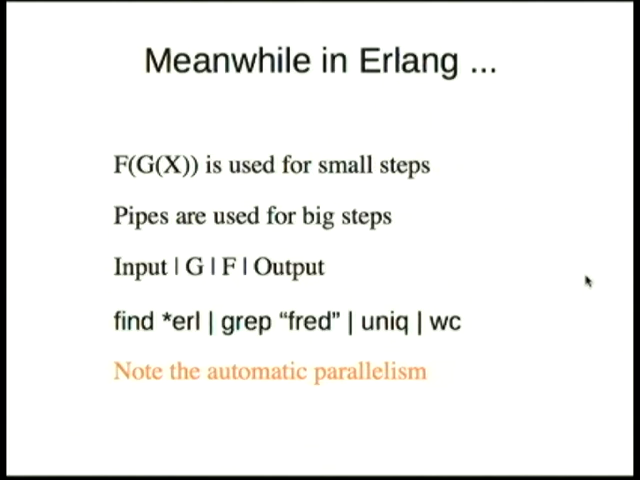 Meanwhile in Erlang ...
F(G(X)) is used for small steps
Pipes are used for big steps
Input | G | F | Output
find *erl | grep “fred” | uniq | wc
Note the automatic parallelism